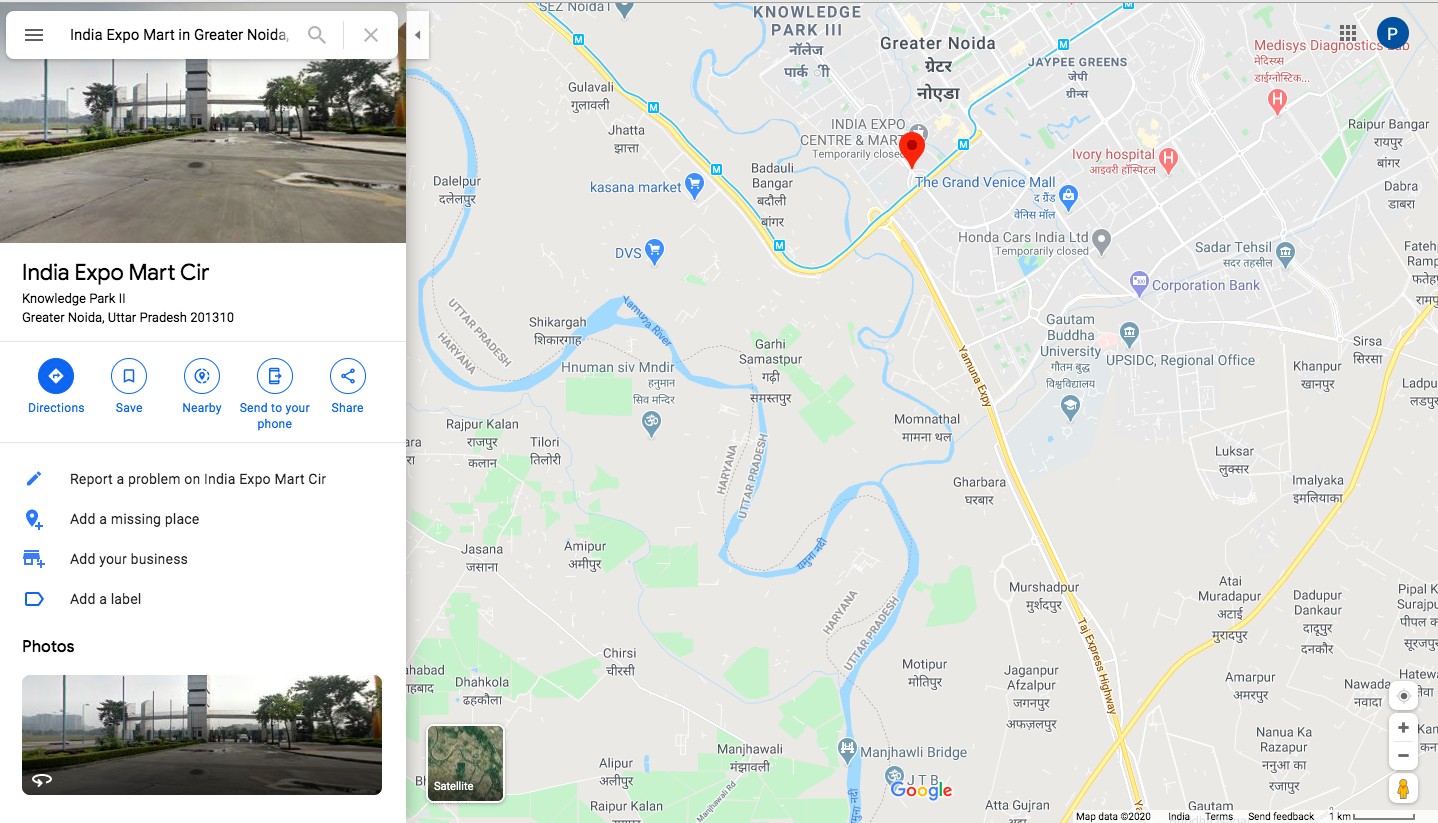 India Expo Mart in Greater Noida,
India Expo Mart Cir
Knowledge Park II
Greater Noida, Uttar Pradesh 201310
Directions
Save
Nearby
Send to your
phone
Share
Report a problem on India Expo Mart Cir
Add a missing place
Add your business
Add a label
Photos
SEZ Noida
KNOWLEDGE
PARK III
नॉलेज
Greater Noida
ग्रेटर
नोएडा
P
JAYPEE GREENS
जेपी
ग्रीन्स
Medisys Diagnostics Lab
मेदिस्य्स
डाईग्नोस्टिक...
H
Gulavali
गुलावली
M
M
M
M
M
M
M
Jhatta
झात्ता
INDIA EXPO
CENTRE & MART
Temporarily closed
Raipur Bangar
रायपुर
बांगर
Ivory hospital
आइवरी हॉस्पिटल
H
Dalelpur
दलेलपुर
kasana market
Badauli
Bangar
बदौली
बांगर
The Grand Venice Mall
द ग्रैंड
वेनिस मॉल
Dabra
डाबरा
DVS
Honda Cars India Ltd
Temporarily closed
Sadar Tehsil
सदर तहसील
Corporation Bank
UTTAR PRADESH
HARYANA
Yamuna River
Shikargah
शिकारगाह
Garhi
Samastpur
गढ़ी
समस्तपुर
Gautam
Buddha
University
गौतम बुद्ध
विश्वविद्यालय
UPSIDC, Regional Office
Sirsa
सिरसा
Hnuman siv Mndir
हनुमान
सिव मन्दिर
Yamuna Expy
Khanpur
खानपुर
Rajpur Kalan
राजपुर
कलान
Tilori
तिलोरी
Momnathal
मामना थल
HARYANA
UTTAR PRADESH
Luksar
लुक्सर
Gharbara
घरबार
Imalyaka
इमलियाका
Jasana
जसाना
Amipur
अमीपुर
यमुना नदी
Murshadpur
मुर्शदपुर
Atai
Muradapur
अटाई
मुरादपुर
Dadupur
Dankaur
दादूपुर
दनकौर
HARYANA
UTTAR PRADESH
Taj Express Highway
Chirsi
चीरसी
Motipur
मोतिपुर
Jaganpur
Afzalpur
जगनपुर
अफ़ज़लपुर
Amarpur
अमरपुर
Nawada
नवादा
Dhahkola
ढहकौला
Manjhawali
मंझावली
Manjhawli Bridge
Nanua Ka
Razapur
ननुआ का
रजापुर
Alipur
अलीपुर
J T B
Raipur Kalan
Manjhawali Rd
यमुना नदी
Atta Gujran
Gautam
Satellite
Google
Map data ©2020
India
Terms
Send feedback
1 km